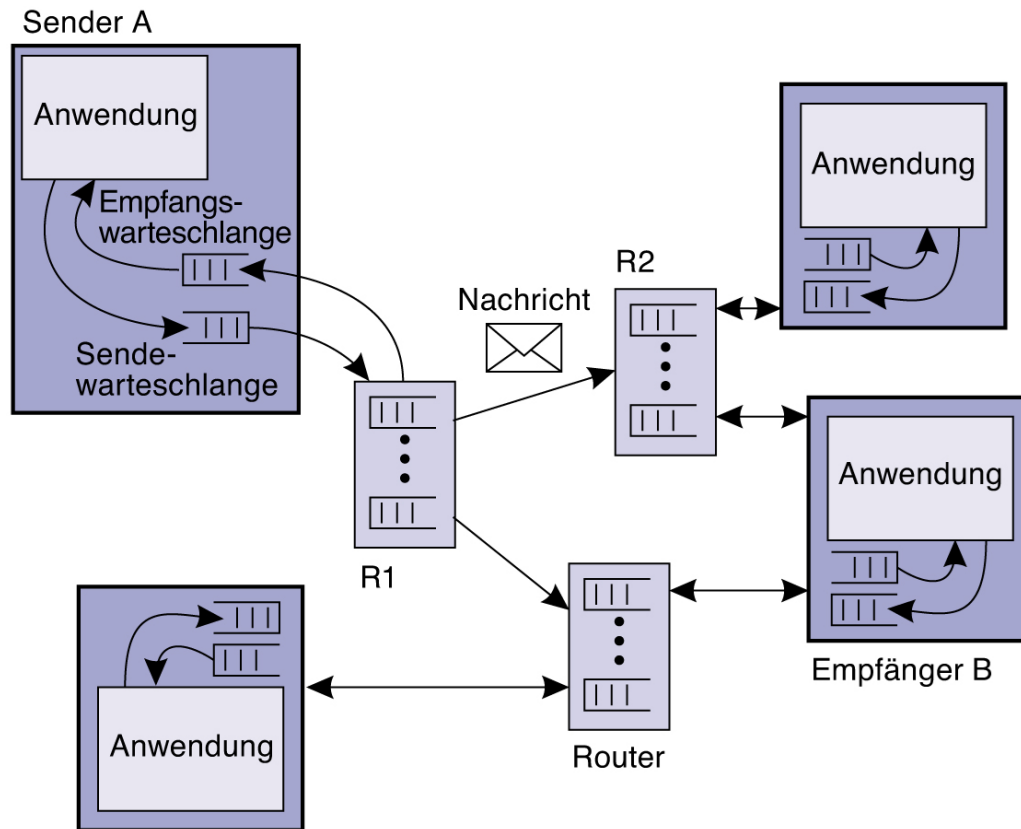 Sender A
Anwendung
Empfangs-
warteschlange
Sende-
warteschlange
Nachricht
R1
R2
Anwendung
Anwendung
Empfänger B
Router
Anwendung